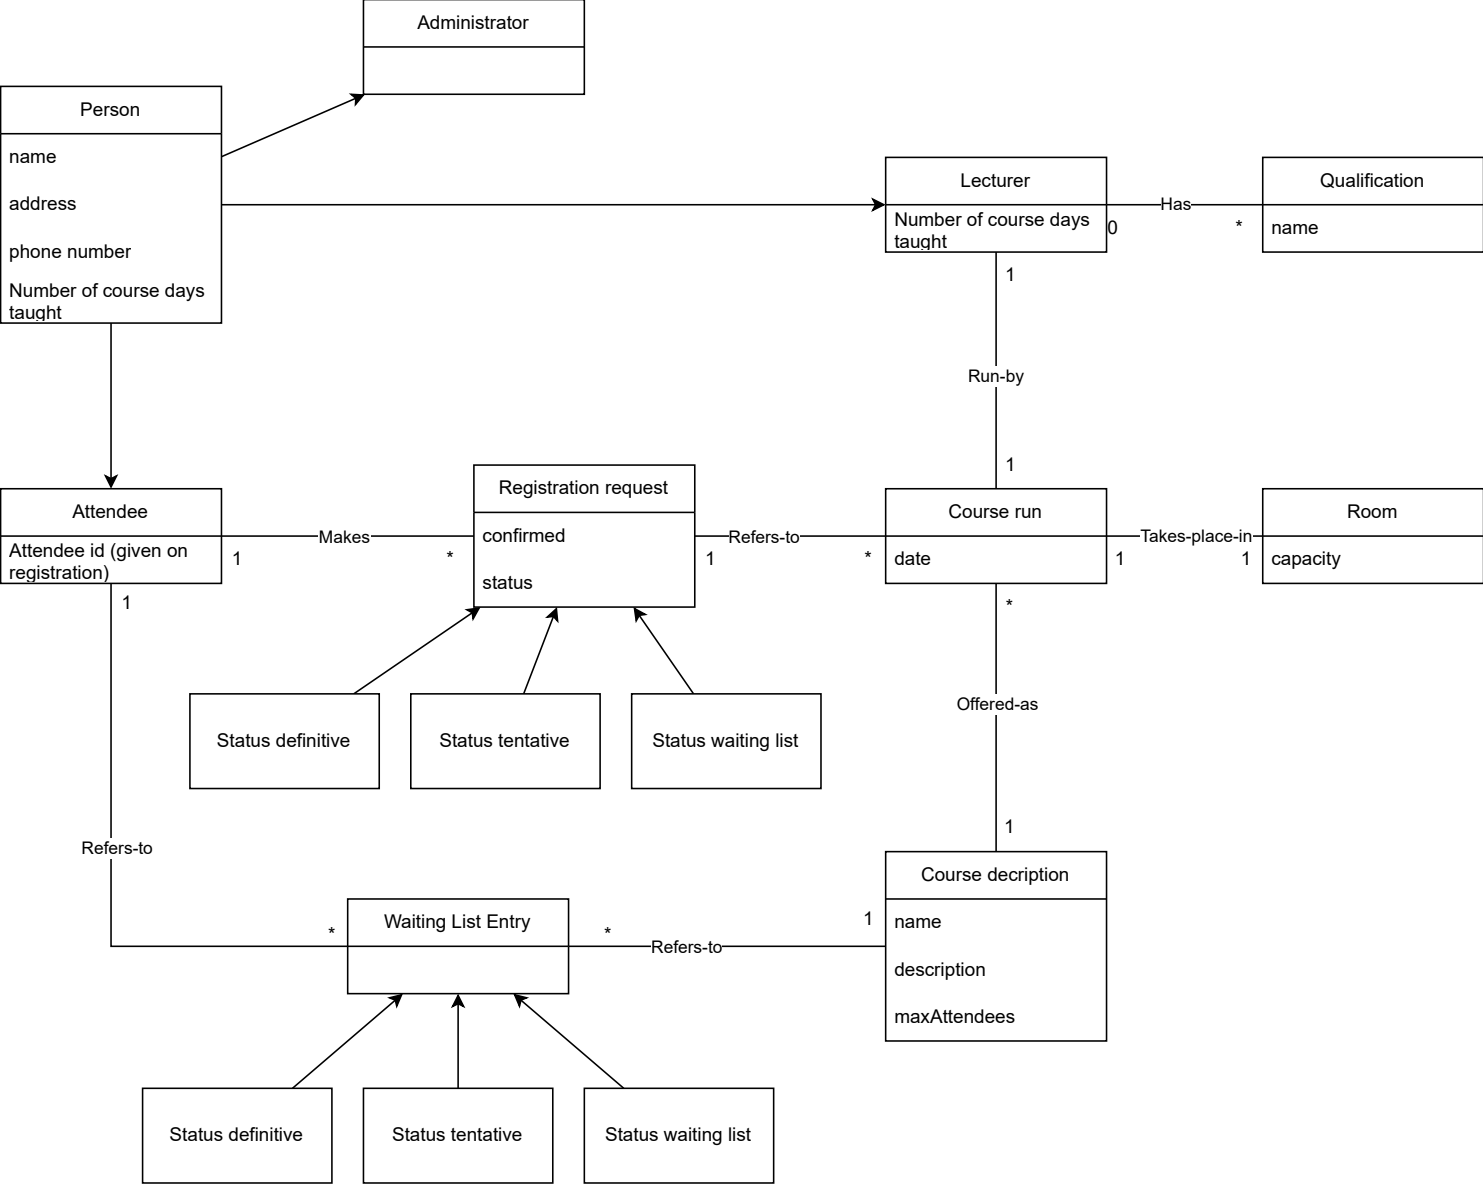 Administrator
Person
name
address
phone number
Number of course days
taught
Lecturer
Number of course days
taught
0
Has
*
Qualification
name
1
Run-by
1
Attendee
Attendee id (given on
registration)
1
Makes
*
Registration request
confirmed
status
1
Refers-to
*
Course run
date
1
Takes-place-in
1
Room
capacity
1
*
Status definitive
Status tentative
Status waiting list
Offered-as
1
Refers-to
*
Waiting List Entry
*
Refers-to
1
Course decription
name
description
maxAttendees
Status definitive
Status tentative
Status waiting list